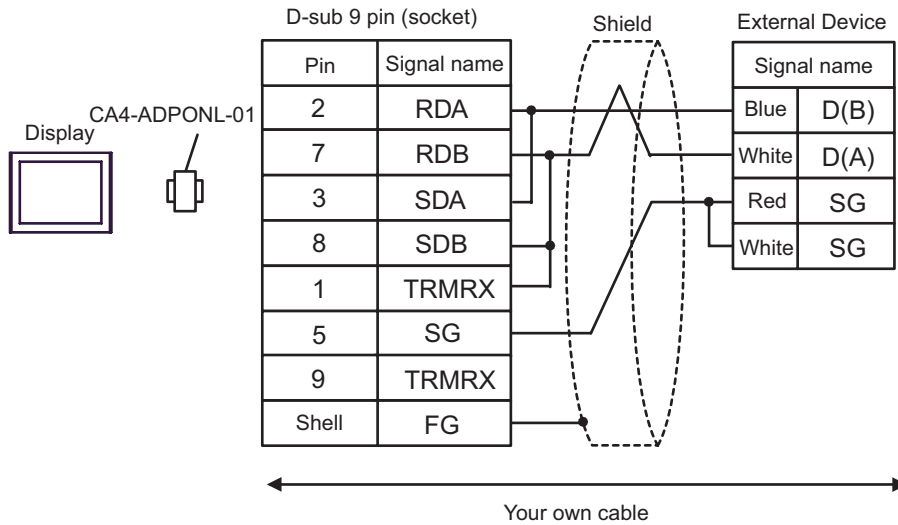 D-sub 9 pin (socket)
Shield
External Device
Pin Signal name
Signal name
CA4-ADPONL-01
Display
2 RDA
Blue D(B)
7 RDB
White D(A)
3 SDA
Red SG
8 SDB
White SG
1 TRMRX
5 SG
9 TRMRX
Shell FG
Your own cable